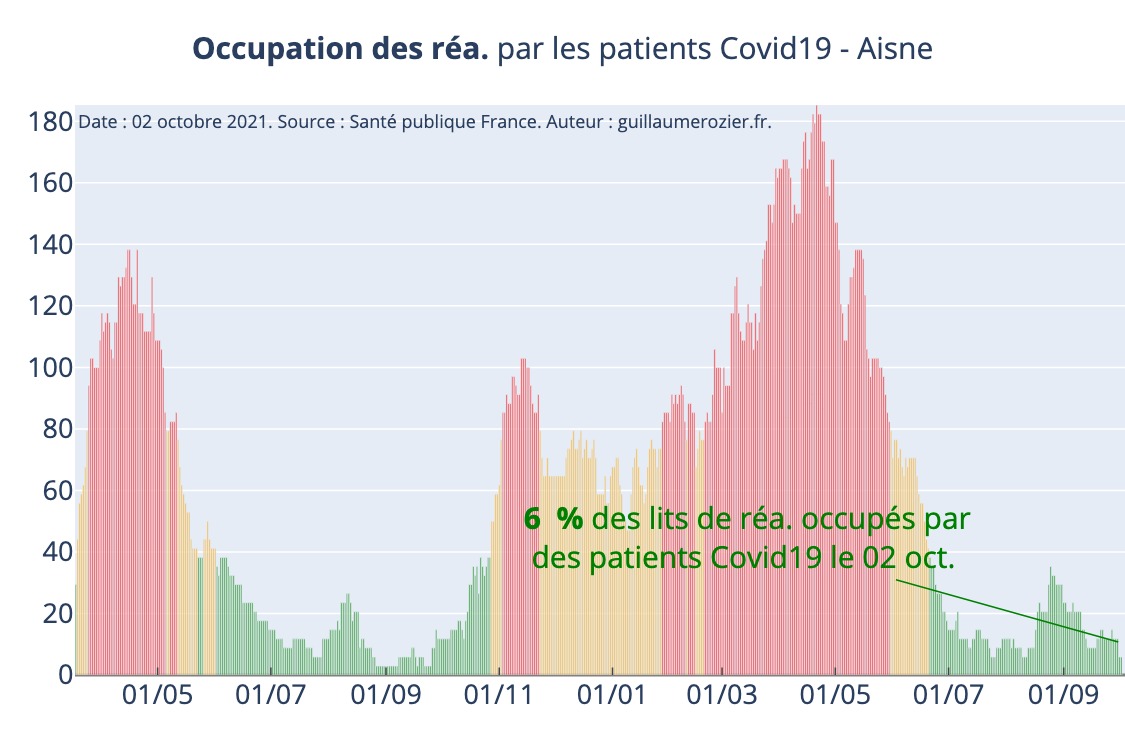 Occupation des réa. par les patients Covid19 - Aisne
180
Date : 02 octobre 2021. Source : Santé publique France. Auteur : guillaumerozier.fr.
160
140
120
100
80
60
6 % des lits de réa. occupés par
40
des patients Covid19 le 02 oct.
20
0
01/05 01/07 01/09 01/11 01/01 01/03 01/05 01/07 01/09